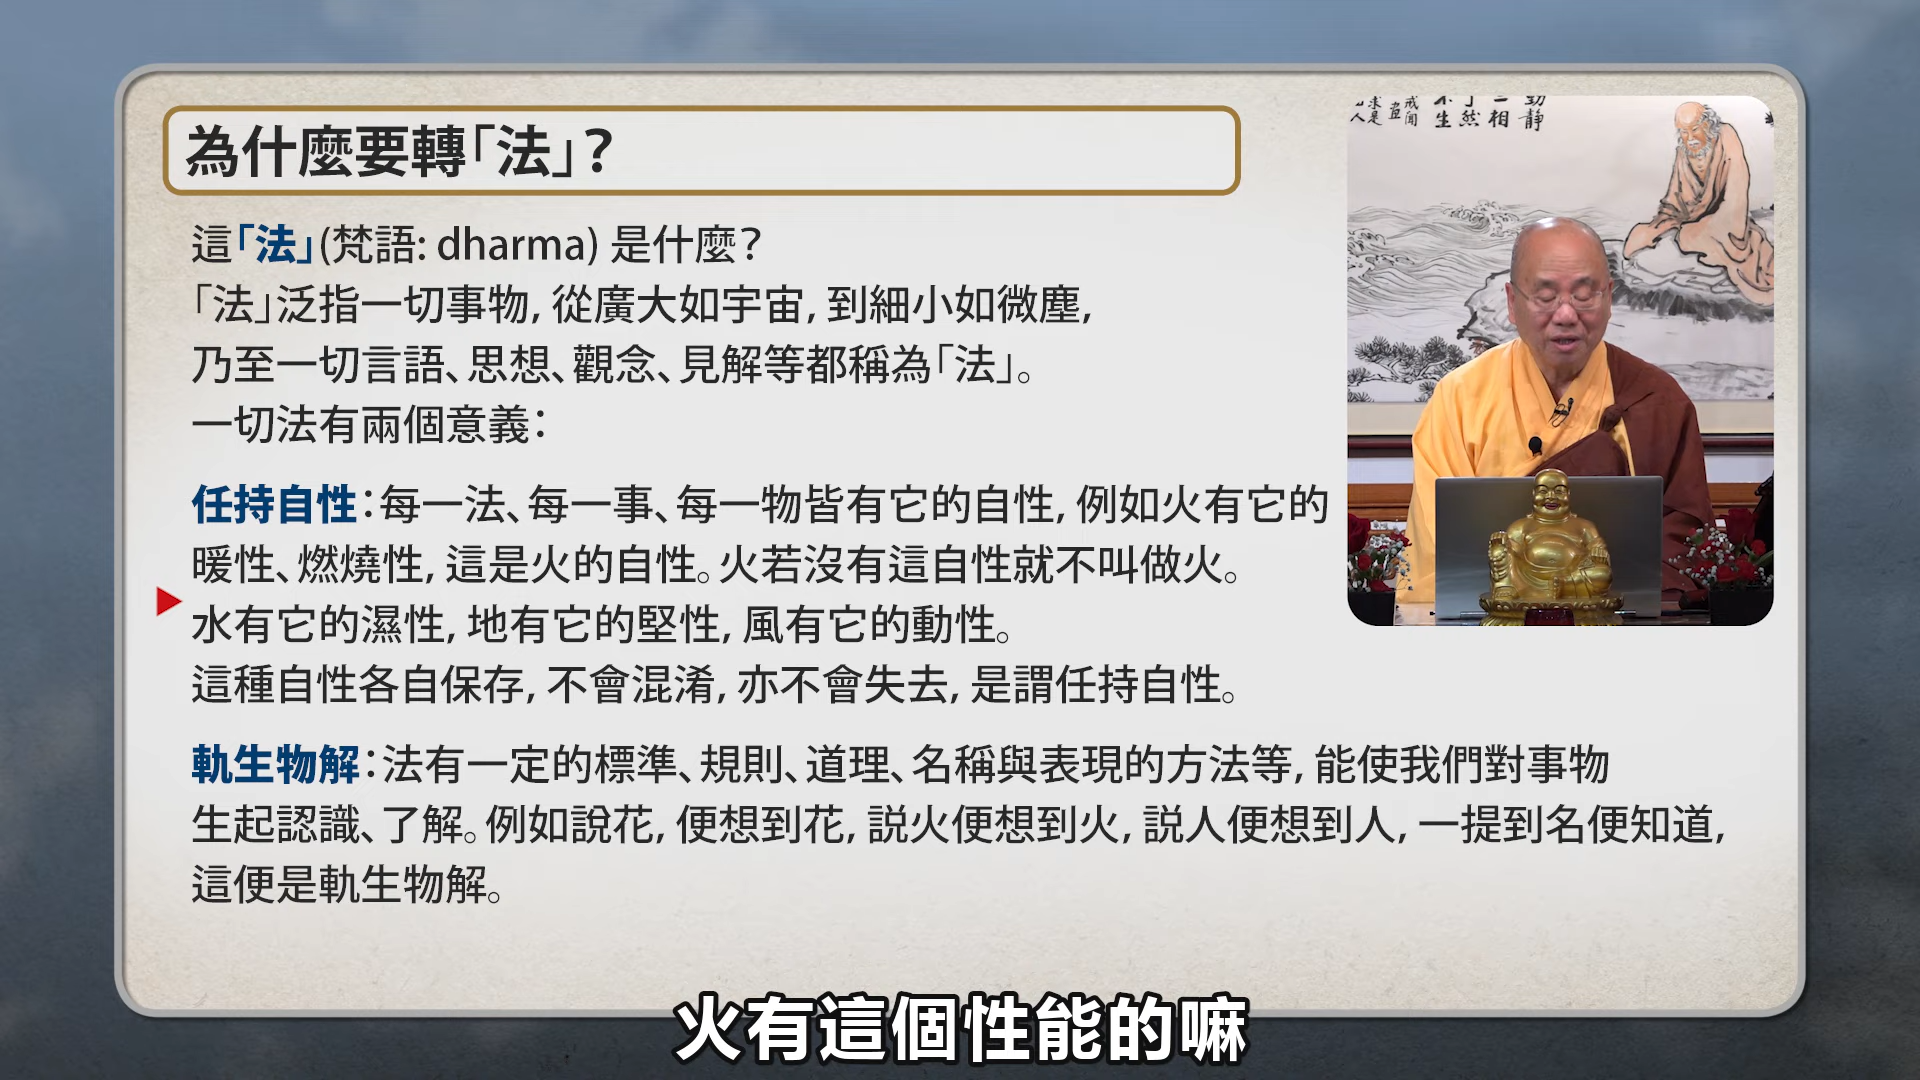 為什麼要轉「法」?
這「法」(梵語: dharma) 是什麼?
「法」泛指一切事物, 從廣大如宇宙, 到細小如微塵,
乃至一切言語、思想、觀念、見解等都稱為「法」。
一切法有兩個意義:
任持自性:每一法、每一事、每一物皆有它的自性, 例如火有它的
暖性、燃燒性, 這是火的自性。火若沒有這自性就不叫做火。
水有它的濕性, 地有它的堅性, 風有它的動性。
這種自性各自保存, 不會混淆, 亦不會失去, 是謂任持自性。
軌生物解:法有一定的標準、規則、道理、名稱與表現的方法等, 能使我們對事物
生起認識、了解。例如說花, 便想到花, 説火便想到火, 説人便想到人, 一提到名便知道,
這便是軌生物解。
火有這個性能的嘛